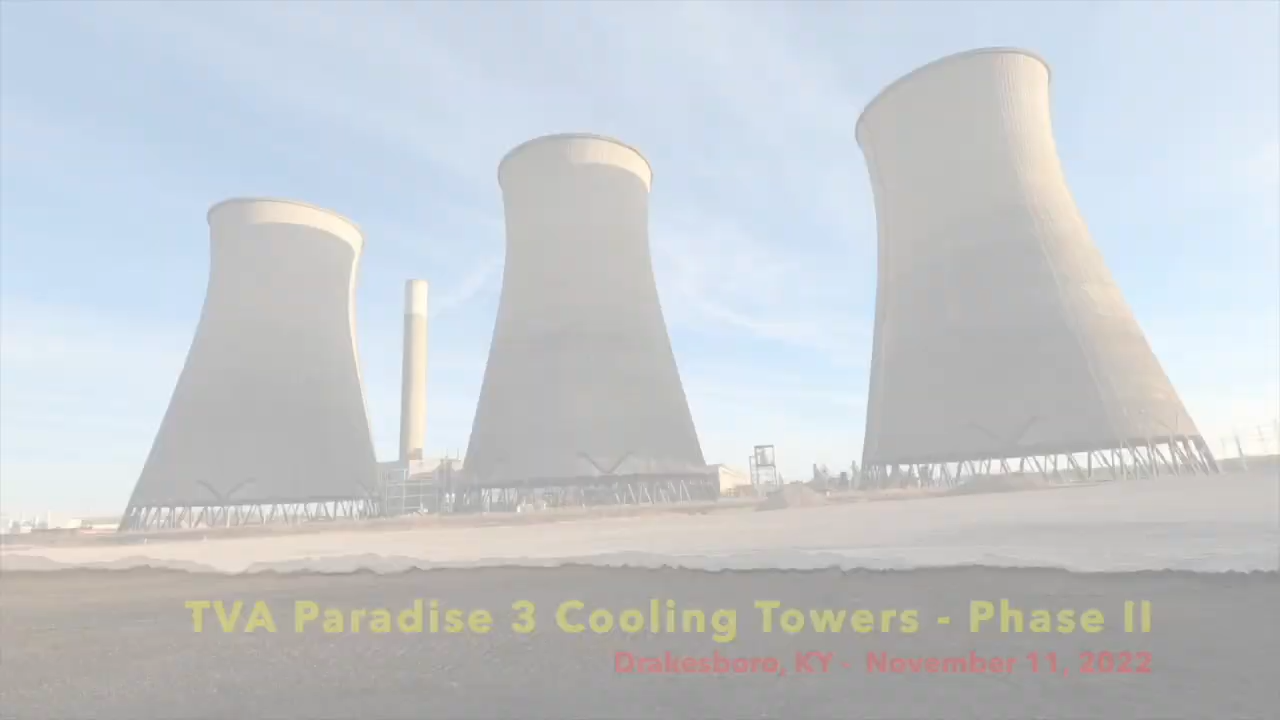 TVA Paradise 3 Cooling Towers - Phase II
Drakesboro, KY - November 11, 2022